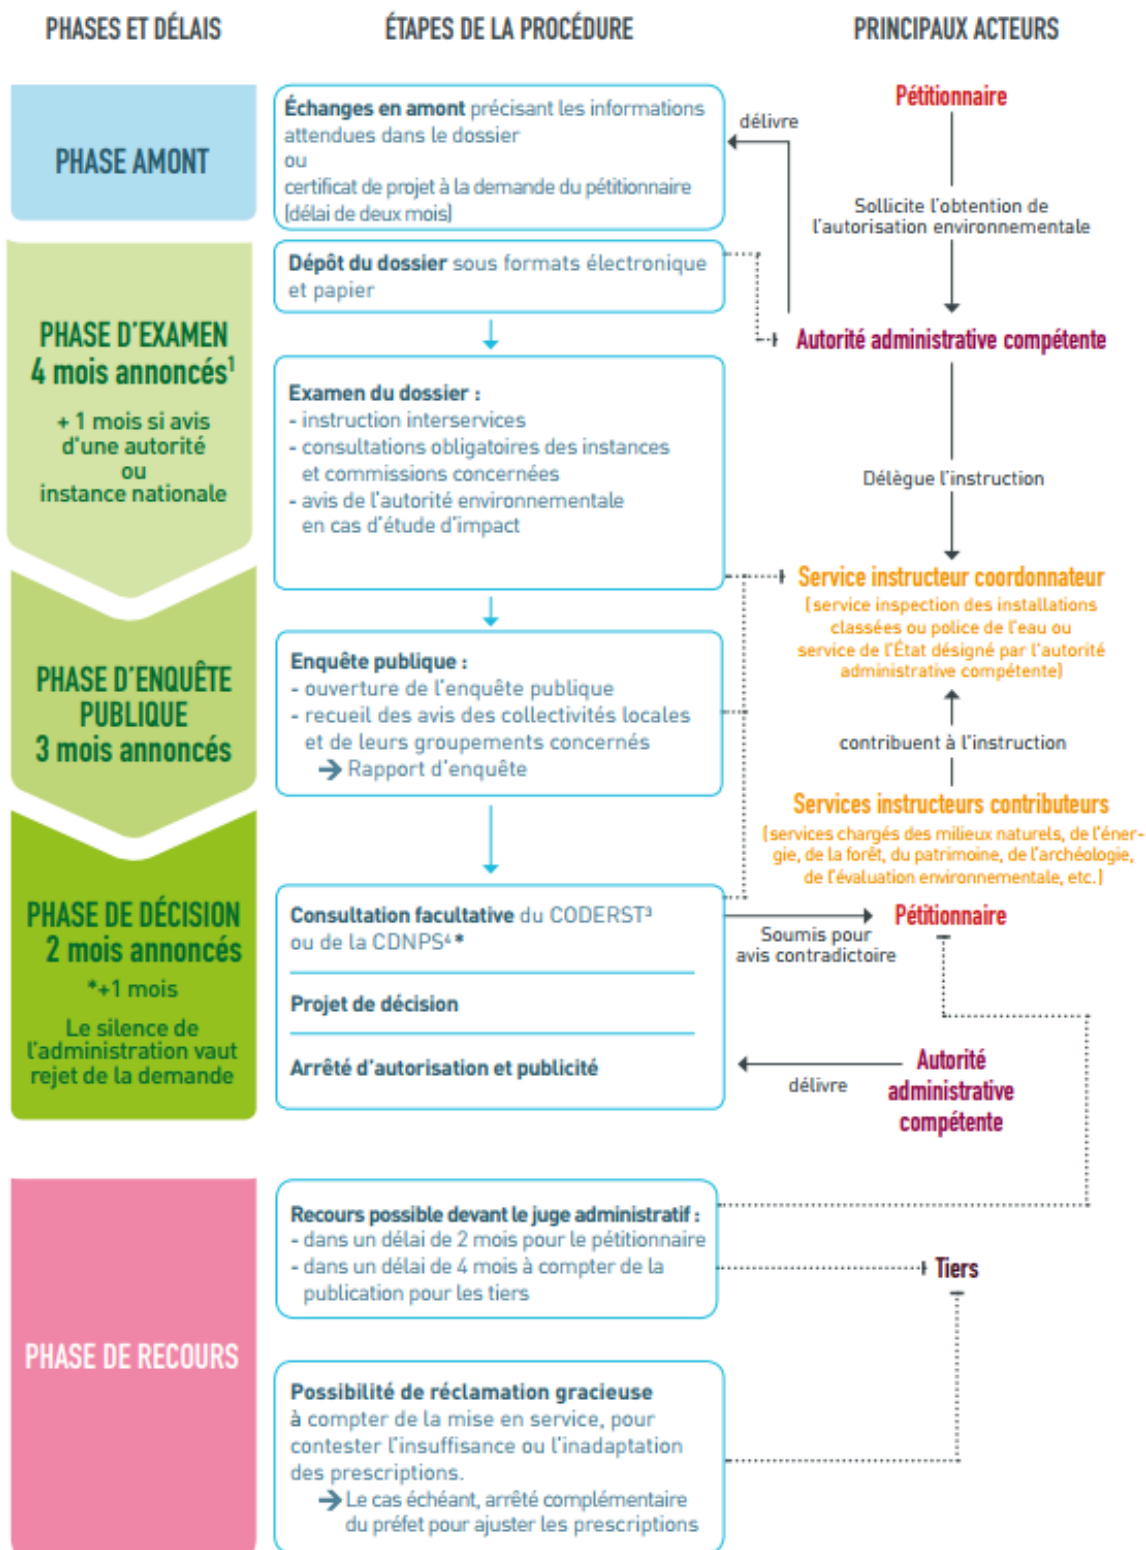 PHASES ET DÉLAIS
ÉTAPES DE LA PROCÉDURE
PRINCIPAUX ACTEURS
PHASE AMONT
Échanges en amont précisant les informations
attendues dans le dossier
ou
certificat de projet à la demande du pétitionnaire
(délai de deux mois)
délivre
Pétitionnaire
Sollicite l'obtention de
l'autorisation environnementale
PHASE D'EXAMEN
4 mois annoncés¹
+ 1 mois si avis
d'une autorité
ou
instance nationale
Dépôt du dossier sous formats électronique
et papier
Autorité administrative compétente
Examen du dossier :
- instruction interservices
- consultations obligatoires des instances
et commissions concernées
- avis de l'autorité environnementale
en cas d'étude d'impact
Délègue l'instruction
Service instructeur coordonnateur
(service inspection des installations
classées ou police de l'eau ou
service de l'État désigné par l'autorité
administrative compétente)
PHASE D'ENQUÊTE
PUBLIQUE
3 mois annoncés
Enquête publique :
- ouverture de l'enquête publique
- recueil des avis des collectivités locales
et de leurs groupements concernés
→ Rapport d'enquête
contribuent à l'instruction
Services instructeurs contributeurs
(services chargés des milieux naturels, de l'éner-
gie, de la forêt, du patrimoine, de l'archéologie,
de l'évaluation environnementale, etc.)
PHASE DE DÉCISION
2 mois annoncés
*+1 mois
Le silence de
l'administration vaut
rejet de la demande
Consultation facultative du CODERST³
ou de la CDNPS⁴*
Projet de décision
Arrêté d'autorisation et publicité
Pétitionnaire
Soumis pour
avis contradictoire
délivre
Autorité
administrative
compétente
PHASE DE RECOURS
Recours possible devant le juge administratif :
- dans un délai de 2 mois pour le pétitionnaire
- dans un délai de 4 mois à compter de la
publication pour les tiers
Tiers
Possibilité de réclamation gracieuse
à compter de la mise en service, pour
contester l'insuffisance ou l'inadaptation
des prescriptions.
→ Le cas échéant, arrêté complémentaire
du préfet pour ajuster les prescriptions